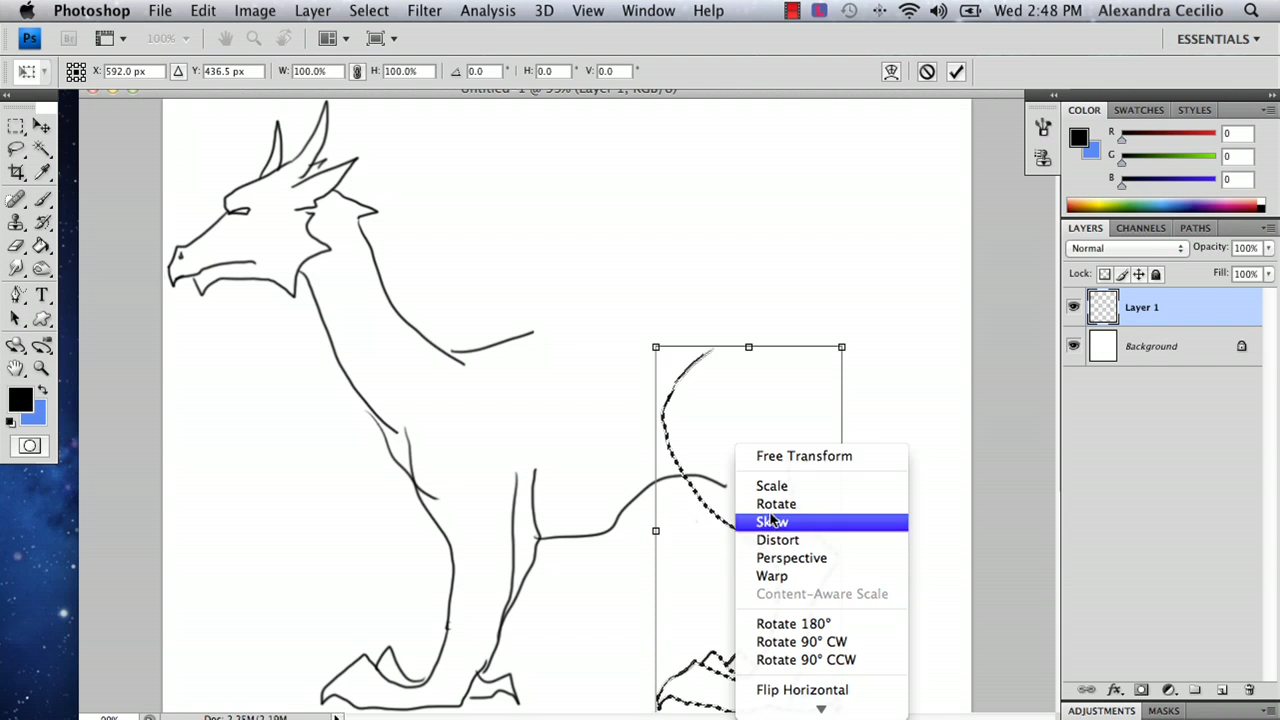 Photoshop File Edit Image Layer Select Filter Analysis 3D View Window Help Wed 2:48 PM Alexandra Cecilio
Ps Br 100% ESSENTIALS
X: 592.0 px Y: 436.5 px W: 100.0% H: 100.0% 0.0 ° H: 0.0 V: 0.0 °
COLOR SWATCHES STYLES
R 0
G 0
B 0
LAYERS CHANNELS PATHS
Normal Opacity: 100%
Lock: Fill: 100%
Layer 1
Background
Free Transform
Scale
Rotate
Skew
Distort
Perspective
Warp
Content-Aware Scale
Rotate 180°
Rotate 90° CW
Rotate 90° CCW
Flip Horizontal
fx
ADJUSTMENTS MASKS